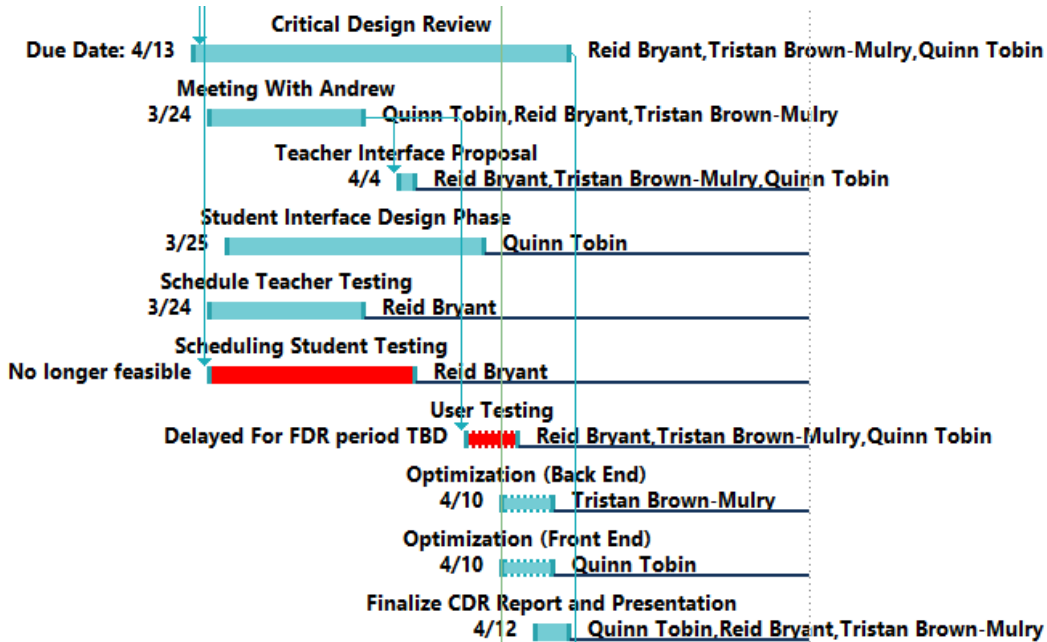 Critical Design Review
Due Date: 4/13 Reid Bryant,Tristan Brown-Mulry,Quinn Tobin
Meeting With Andrew
3/24 Quinn Tobin,Reid Bryant,Tristan Brown-Mulry
Teacher Interface Proposal
4/4 Reid Bryant,Tristan Brown-Mulry,Quinn Tobin
Student Interface Design Phase
3/25 Quinn Tobin
Schedule Teacher Testing
3/24 Reid Bryant
Scheduling Student Testing
No longer feasible Reid Bryant
User Testing
Delayed For FDR period TBD Reid Bryant,Tristan Brown-Mulry,Quinn Tobin
Optimization (Back End)
4/10 Tristan Brown-Mulry
Optimization (Front End)
4/10 Quinn Tobin
Finalize CDR Report and Presentation
4/12 Quinn Tobin,Reid Bryant,Tristan Brown-Mulry